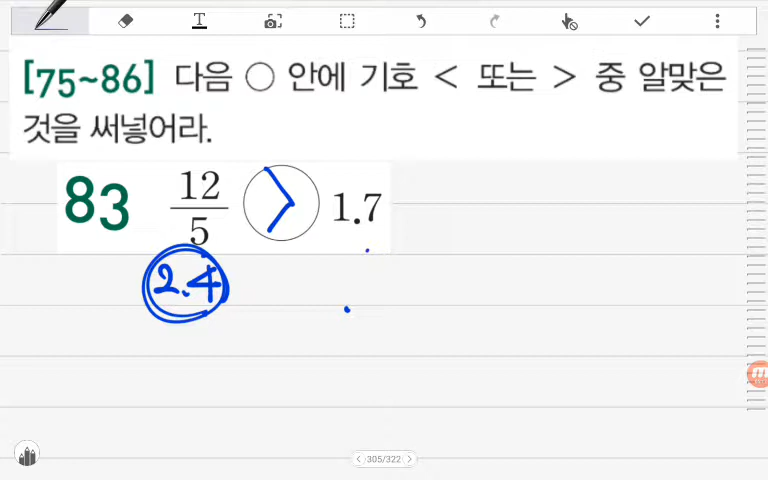 [75~86] 다음 ○ 안에 기호 < 또는 > 중 알맞은
것을 써넣어라.
83 12/5 > 1.7
2.4
305/322